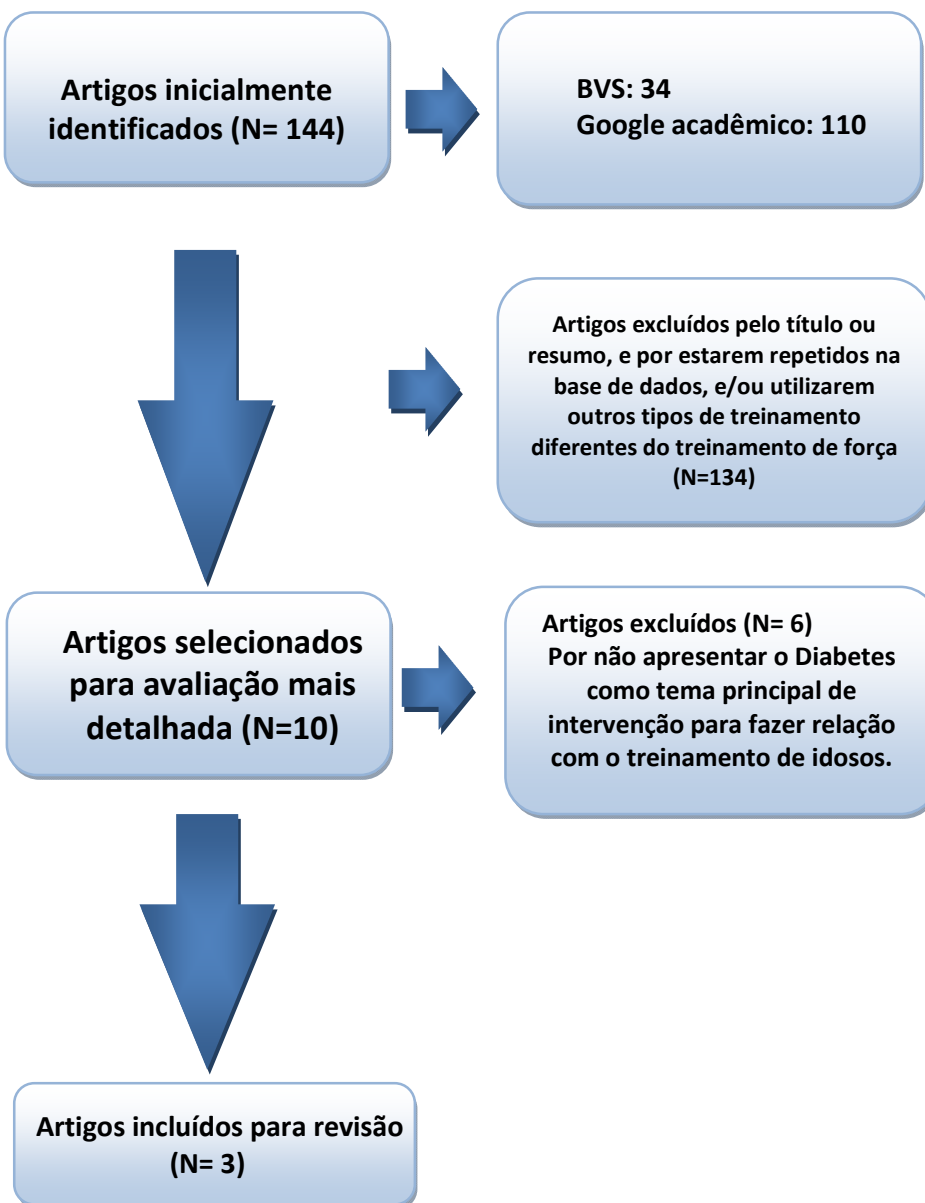 Artigos inicialmente
identificados (N= 144)
BVS: 34
Google acadêmico: 110
Artigos excluídos pelo título ou
resumo, e por estarem repetidos na
base de dados, e/ou utilizarem
outros tipos de treinamento
diferentes do treinamento de força
(N=134)
Artigos selecionados
para avaliação mais
detalhada (N=10)
Artigos excluídos (N= 6)
Por não apresentar o Diabetes
como tema principal de
intervenção para fazer relação
com o treinamento de idosos.
Artigos incluídos para revisão
(N= 3)